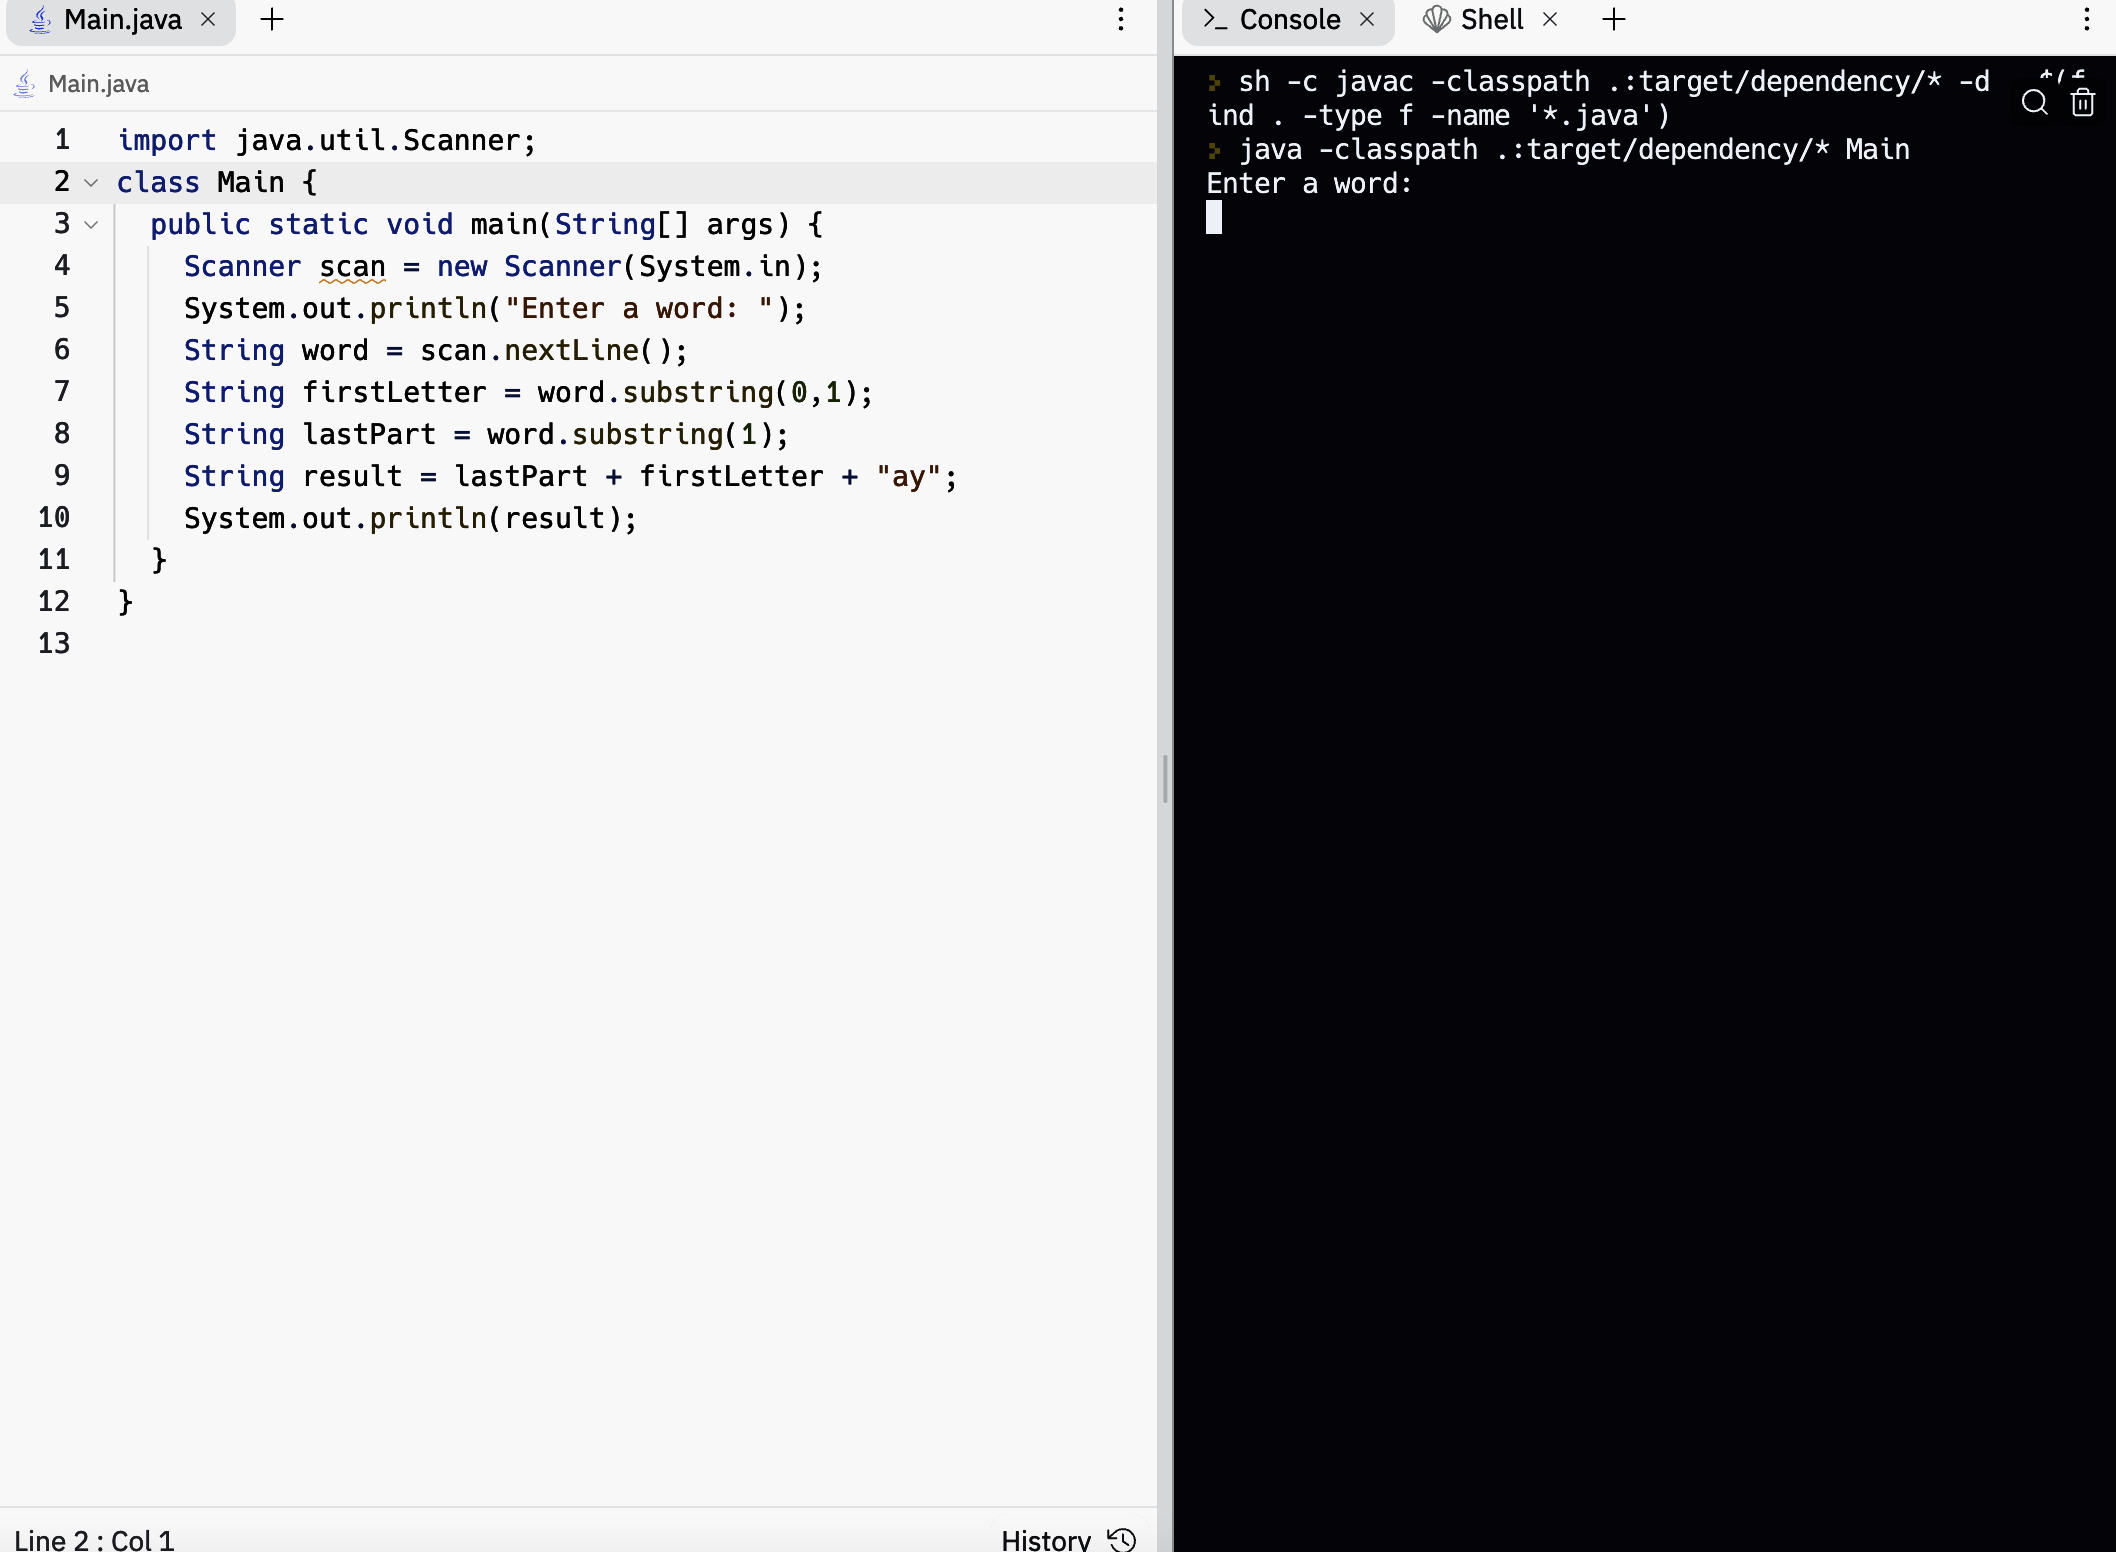 Main.java
Console Shell
Main.java
1 import java.util.Scanner;
2 class Main {
3 public static void main(String[] args) {
4 Scanner scan = new Scanner(System.in);
5 System.out.println("Enter a word: ");
6 String word = scan.nextLine();
7 String firstLetter = word.substring(0,1);
8 String lastPart = word.substring(1);
9 String result = lastPart + firstLetter + "ay";
10 System.out.println(result);
11 }
12 }
13
Line 2 : Col 1
History
sh -c javac -classpath .:target/dependency/* -d
ind . -type f -name '*.java')
java -classpath .:target/dependency/* Main
Enter a word: